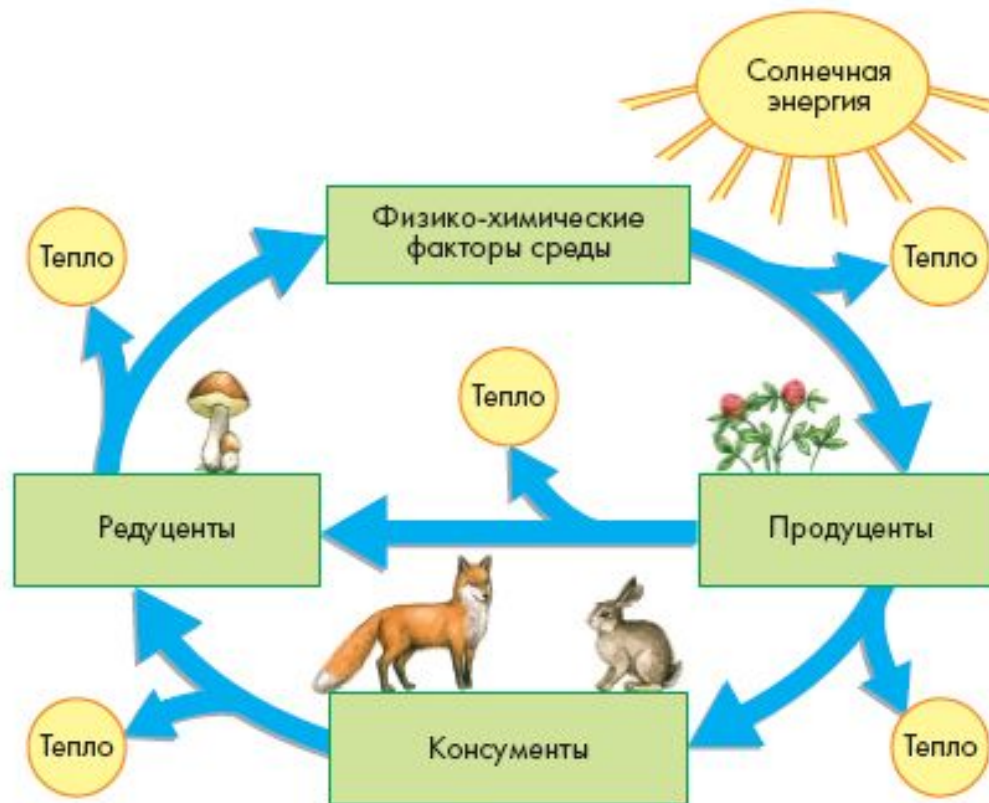 Солнечная
энергия
Физико-химические
факторы среды
Тепло
Тепло
Тепло
Редуценты
Продуценты
Тепло
Консументы
Тепло